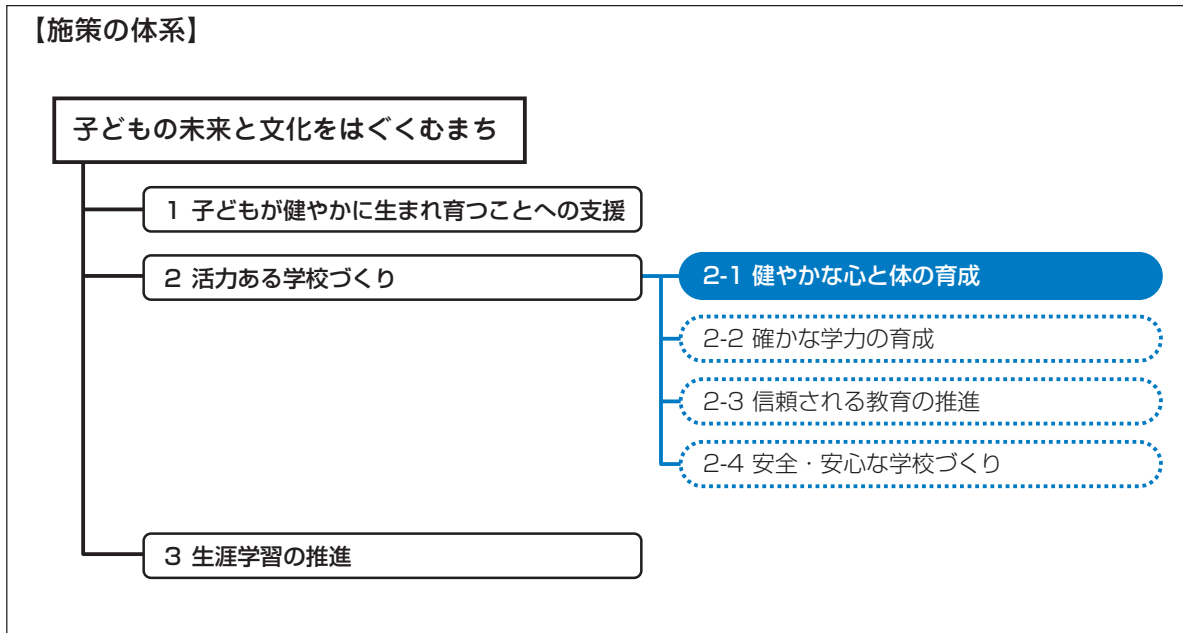 【施策の体系】
子どもの未来と文化をはぐくむまち
1 子どもが健やかに生まれ育つことへの支援
2 活力ある学校づくり
2-1 健やかな心と体の育成
2-2 確かな学力の育成
2-3 信頼される教育の推進
2-4 安全・安心な学校づくり
3 生涯学習の推進